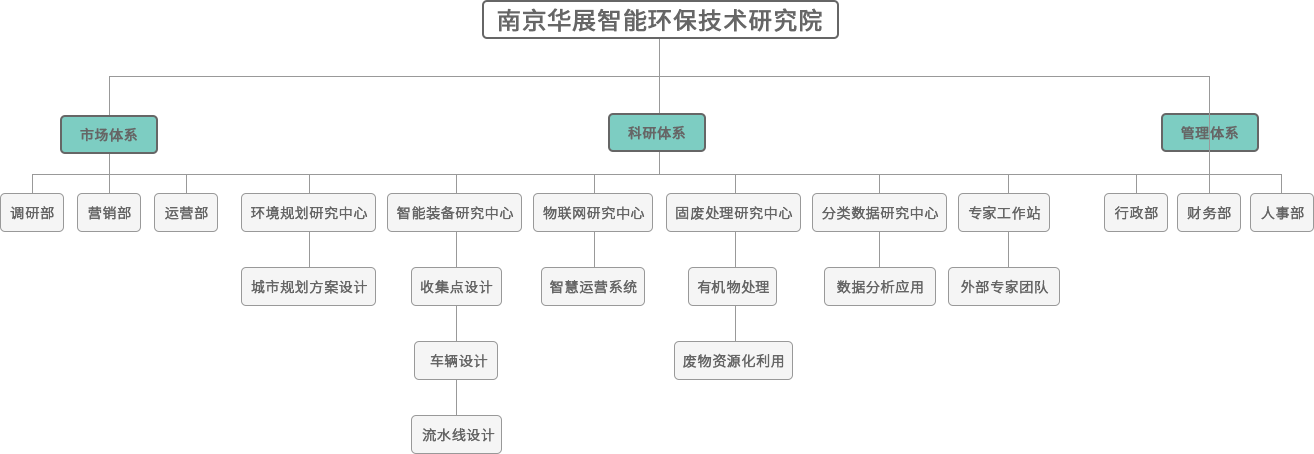 南京华展智能环保技术研究院
市场体系
科研体系
管理体系
调研部
营销部
运营部
环境规划研究中心
智能装备研究中心
物联网研究中心
固废处理研究中心
分类数据研究中心
专家工作站
行政部
财务部
人事部
城市规划方案设计
收集点设计
智慧运营系统
有机物处理
数据分析应用
外部专家团队
车辆设计
废物资源化利用
流水线设计